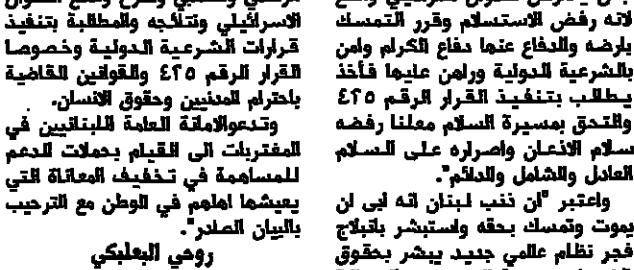 لانه رفض الاستسلام وقرر التمسك
بارضه والدفاع عنها دفاع الكرام وامن
بالشرعية الدولية وراهن عليها فأخذ
يطالب بتنفيذ القرار الرقم ٤٢٥
والتحق بمسيرة السلام معلنا رفضه
سلام الاذعان واصراره على السلام
العادل والشامل والدائم".
واعتبر "ان ذنب لبنان انه ابى ان
يموت وتمسك بحقه واستبشر بانبلاج
فجر نظام عالمي جديد يبشر بحقوق
الاسرائيلي ونتائجه والمطالبة بتنفيذ
قرارات الشرعية الدولية وخصوصا
القرار الرقم ٤٢٥ والقوانين القاضية
باحترام المدنيين وحقوق الانسان.
وتدعو الامانة العامة اللبنانيين في
المغتربات الى القيام بحملات الدعم
للمساهمة في تخفيف المعاناة التي
يعيشها اهلهم في الوطن مع الترحيب
بالبيان الصادر".
روحي البعلبكي